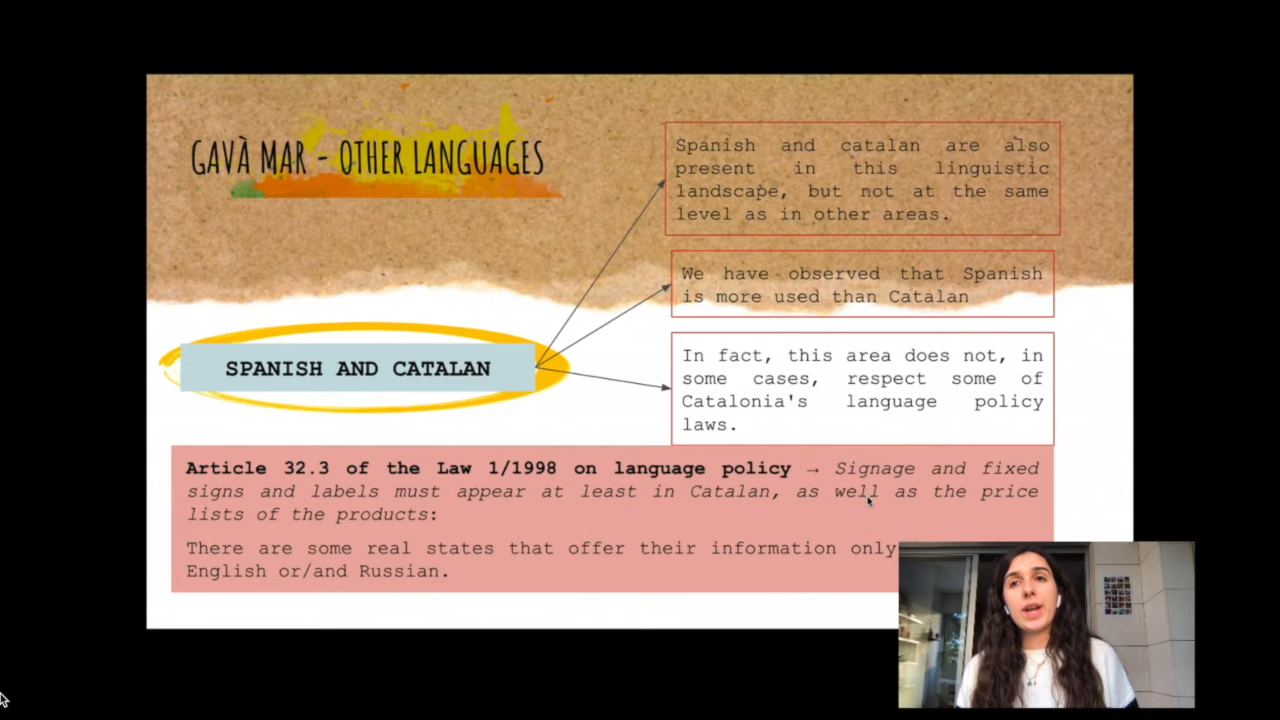 GAVÀ MAR - OTHER LANGUAGES
Spanish and catalan are also
present in this linguistic
landscape, but not at the same
level as in other areas.
We have observed that Spanish
is more used than Catalan
SPANISH AND CATALAN
In fact, this area does not, in
some cases, respect some of
Catalonia's language policy
laws.
Article 32.3 of the Law 1/1998 on language policy → Signage and fixed
signs and labels must appear at least in Catalan, as well as the price
lists of the products:
There are some real states that offer their information only
English or/and Russian.